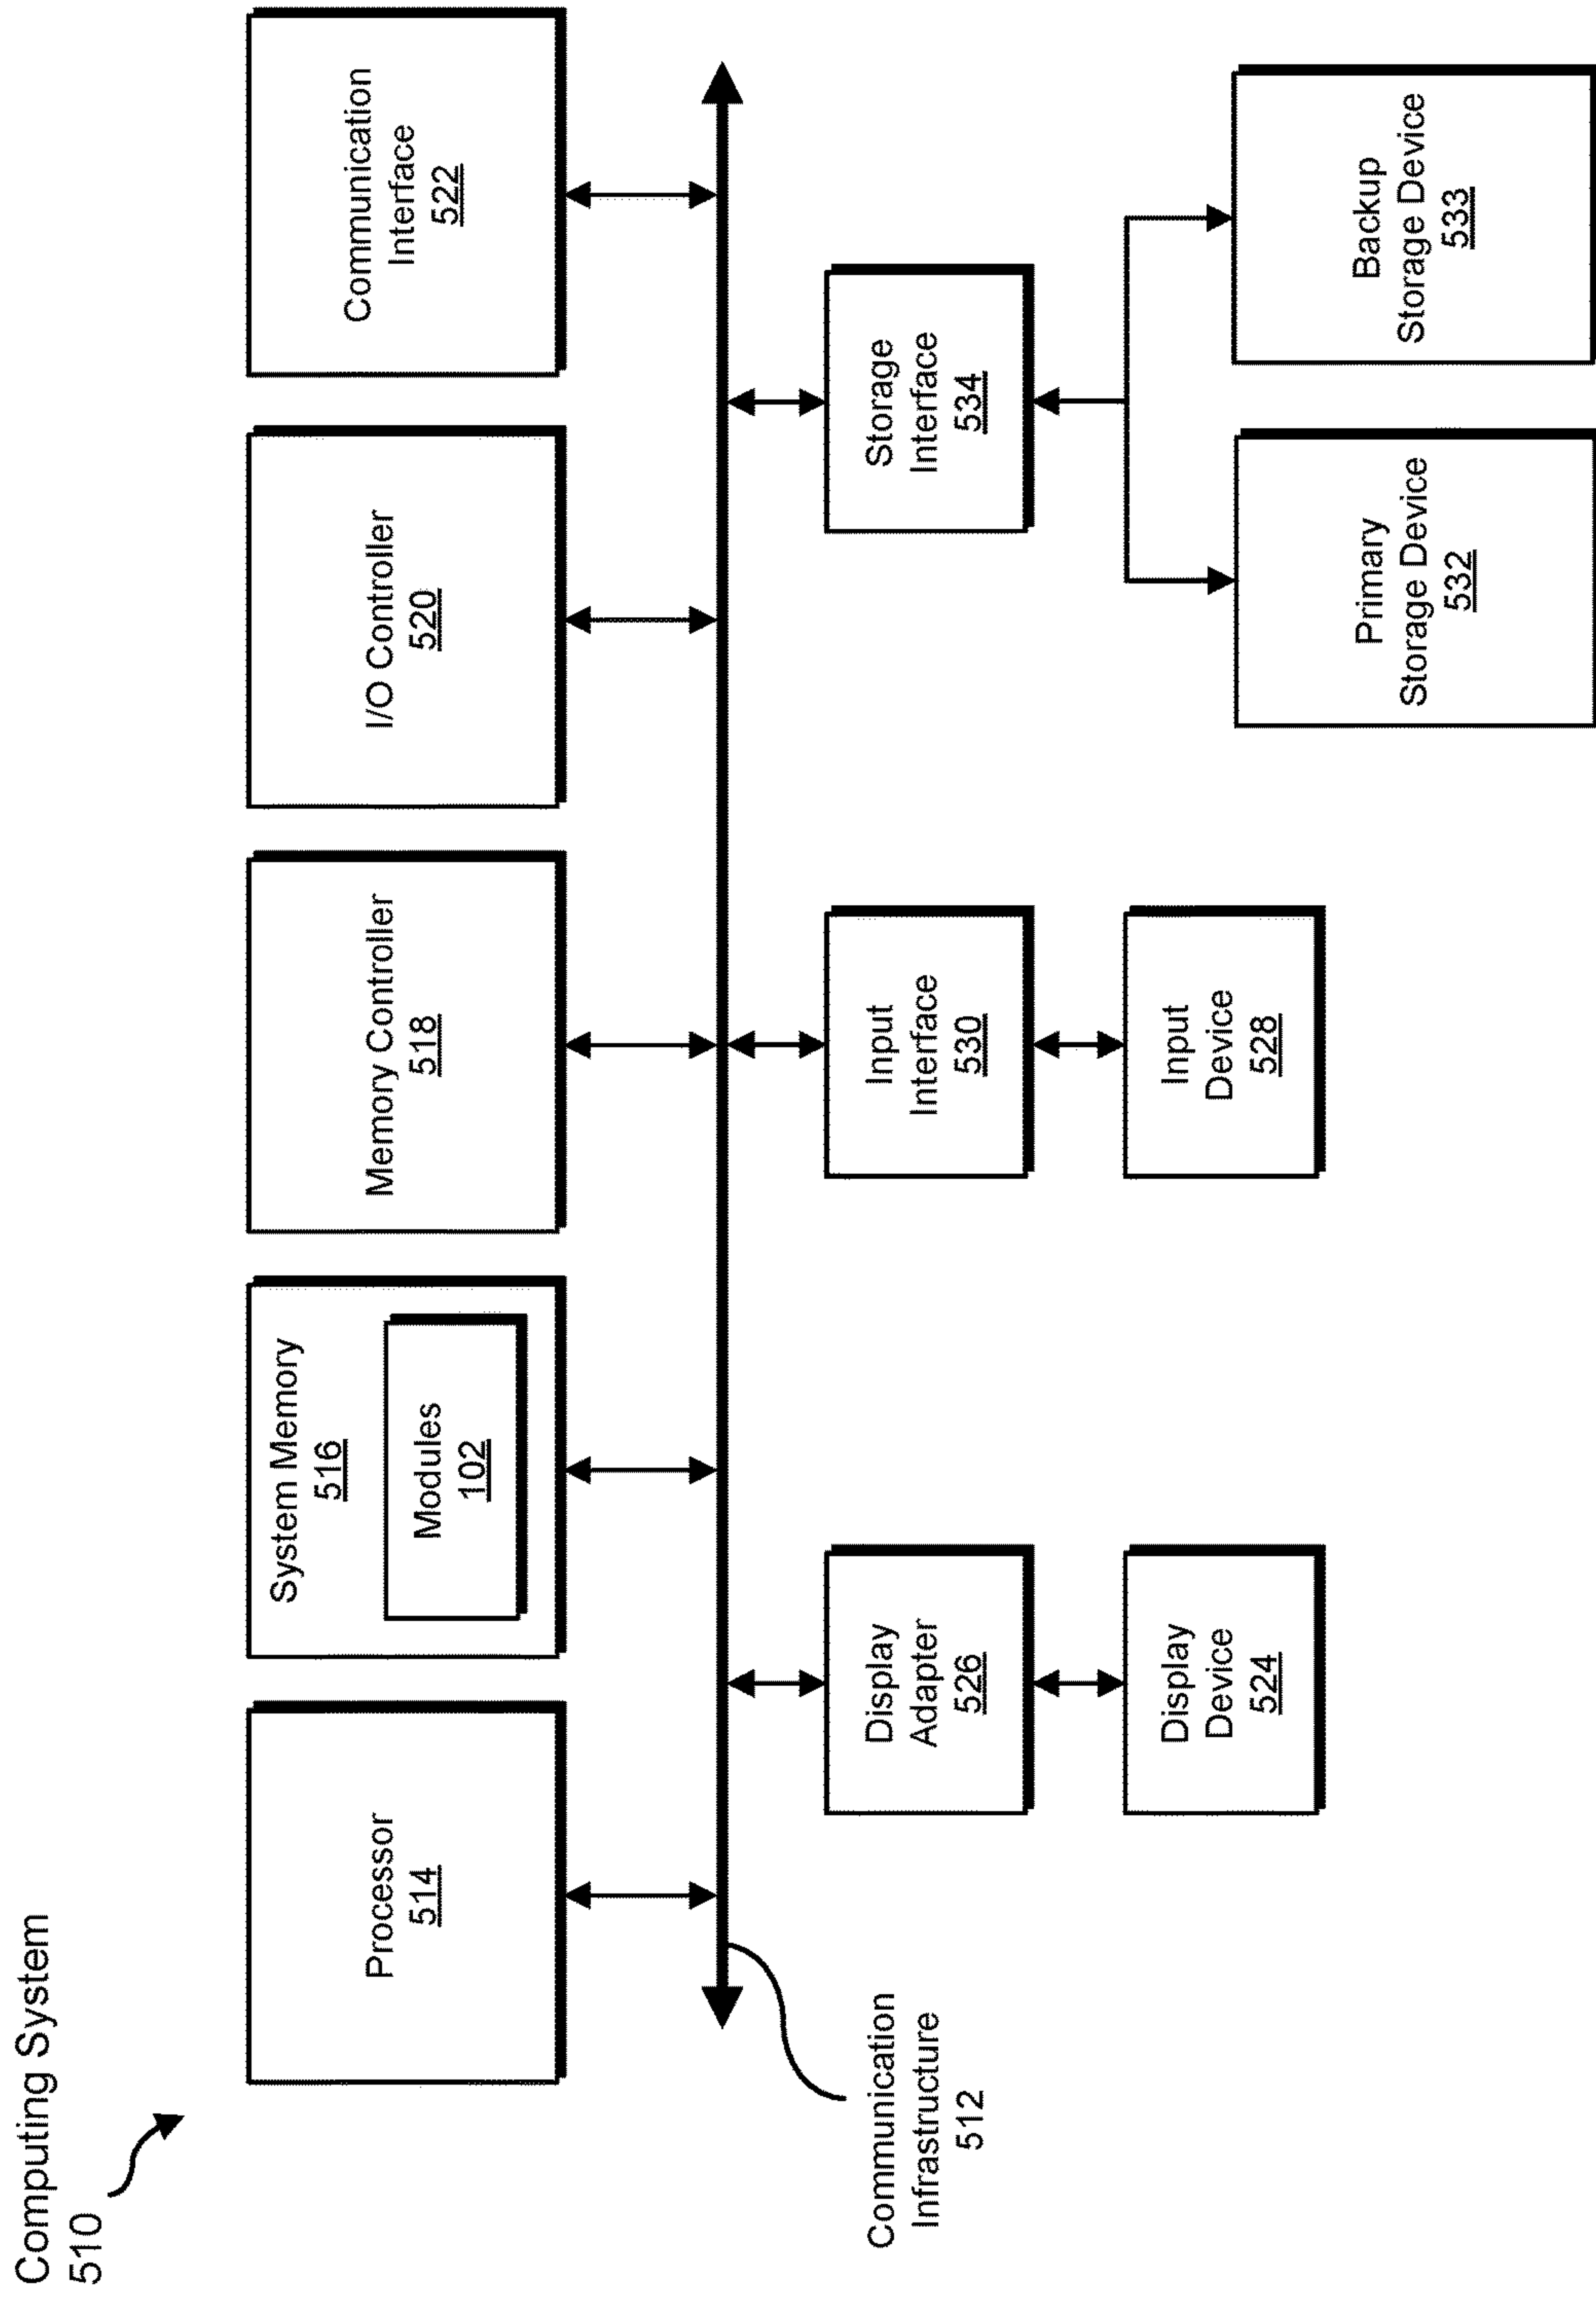 Computing System
510
Processor
514
System Memory
516
Modules
102
Memory Controller
518
I/O Controller
520
Communication
Interface
522
Communication
Infrastructure
512
Display
Adapter
526
Input
Interface
530
Storage
Interface
534
Display
Device
524
Input
Device
528
Primary
Storage Device
532
Backup
Storage Device
533